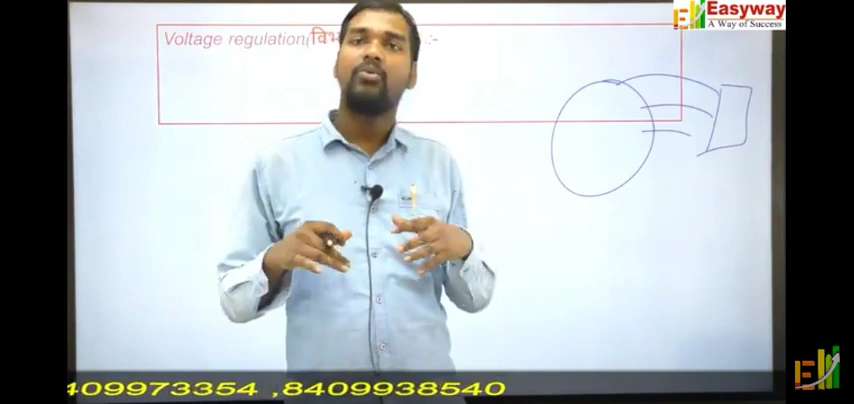 Easyway
A Way of Success
Voltage regulation(विभ :-
409973354 ,8409938540